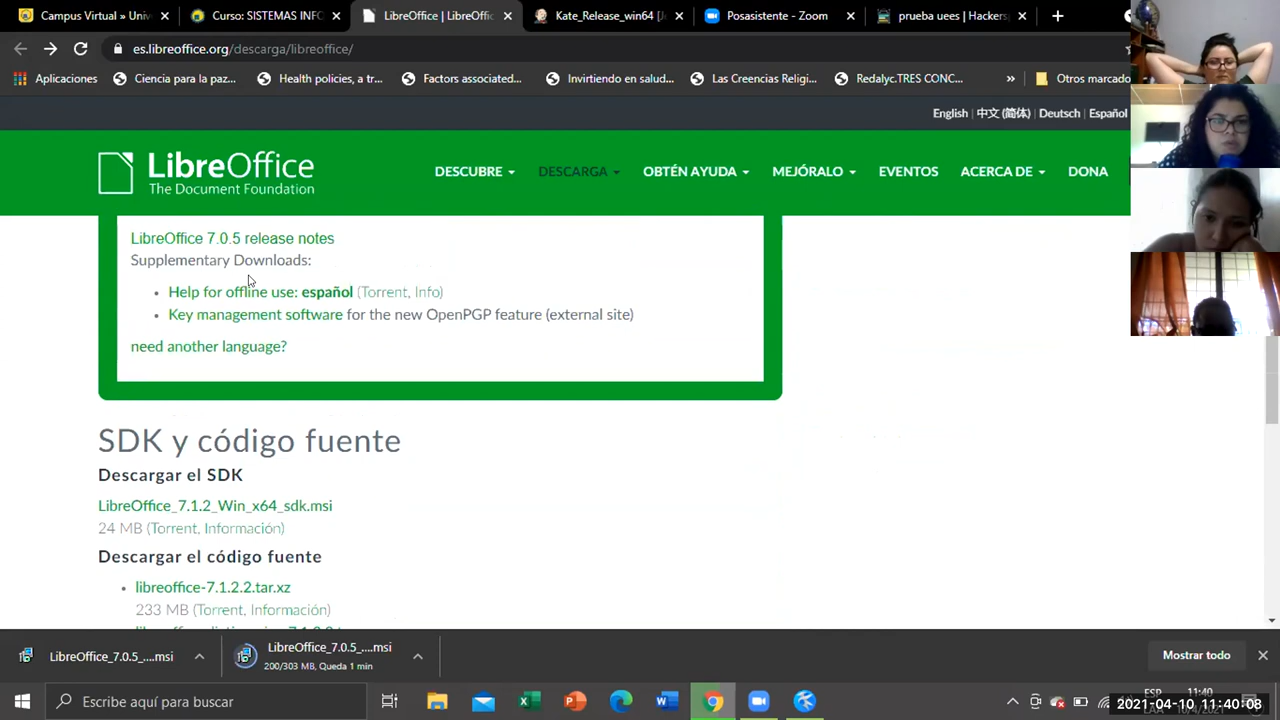 Campus Virtual » Univ
Curso: SISTEMAS INFO
LibreOffice | LibreOffic
Kate_Release_win64 [Je
Posasistente - Zoom
prueba uees | Hackers
es.libreoffice.org/descarga/libreoffice/
Aplicaciones
Ciencia para la paz...
Health policies, a tr...
Factors associated...
Invirtiendo en salud...
Las Creencias Religi...
Redalyc.TRES CONC...
»
Otros marcado
English | 中文 (简体) | Deutsch | Español
LibreOffice
The Document Foundation
DESCUBRE
DESCARGA
OBTÉN AYUDA
MEJÓRALO
EVENTOS
ACERCA DE
DONA
LibreOffice 7.0.5 release notes
Supplementary Downloads:
Help for offline use: español (Torrent, Info)
Key management software for the new OpenPGP feature (external site)
need another language?
SDK y código fuente
Descargar el SDK
LibreOffice_7.1.2_Win_x64_sdk.msi
24 MB (Torrent, Información)
Descargar el código fuente
libreoffice-7.1.2.2.tar.xz
233 MB (Torrent, Información)
LibreOffice_7.0.5_....msi
LibreOffice_7.0.5_....msi
200/303 MB, Queda 1 min
Mostrar todo
Escribe aquí para buscar
ESP
11:40
2021-04-10 11:40:08